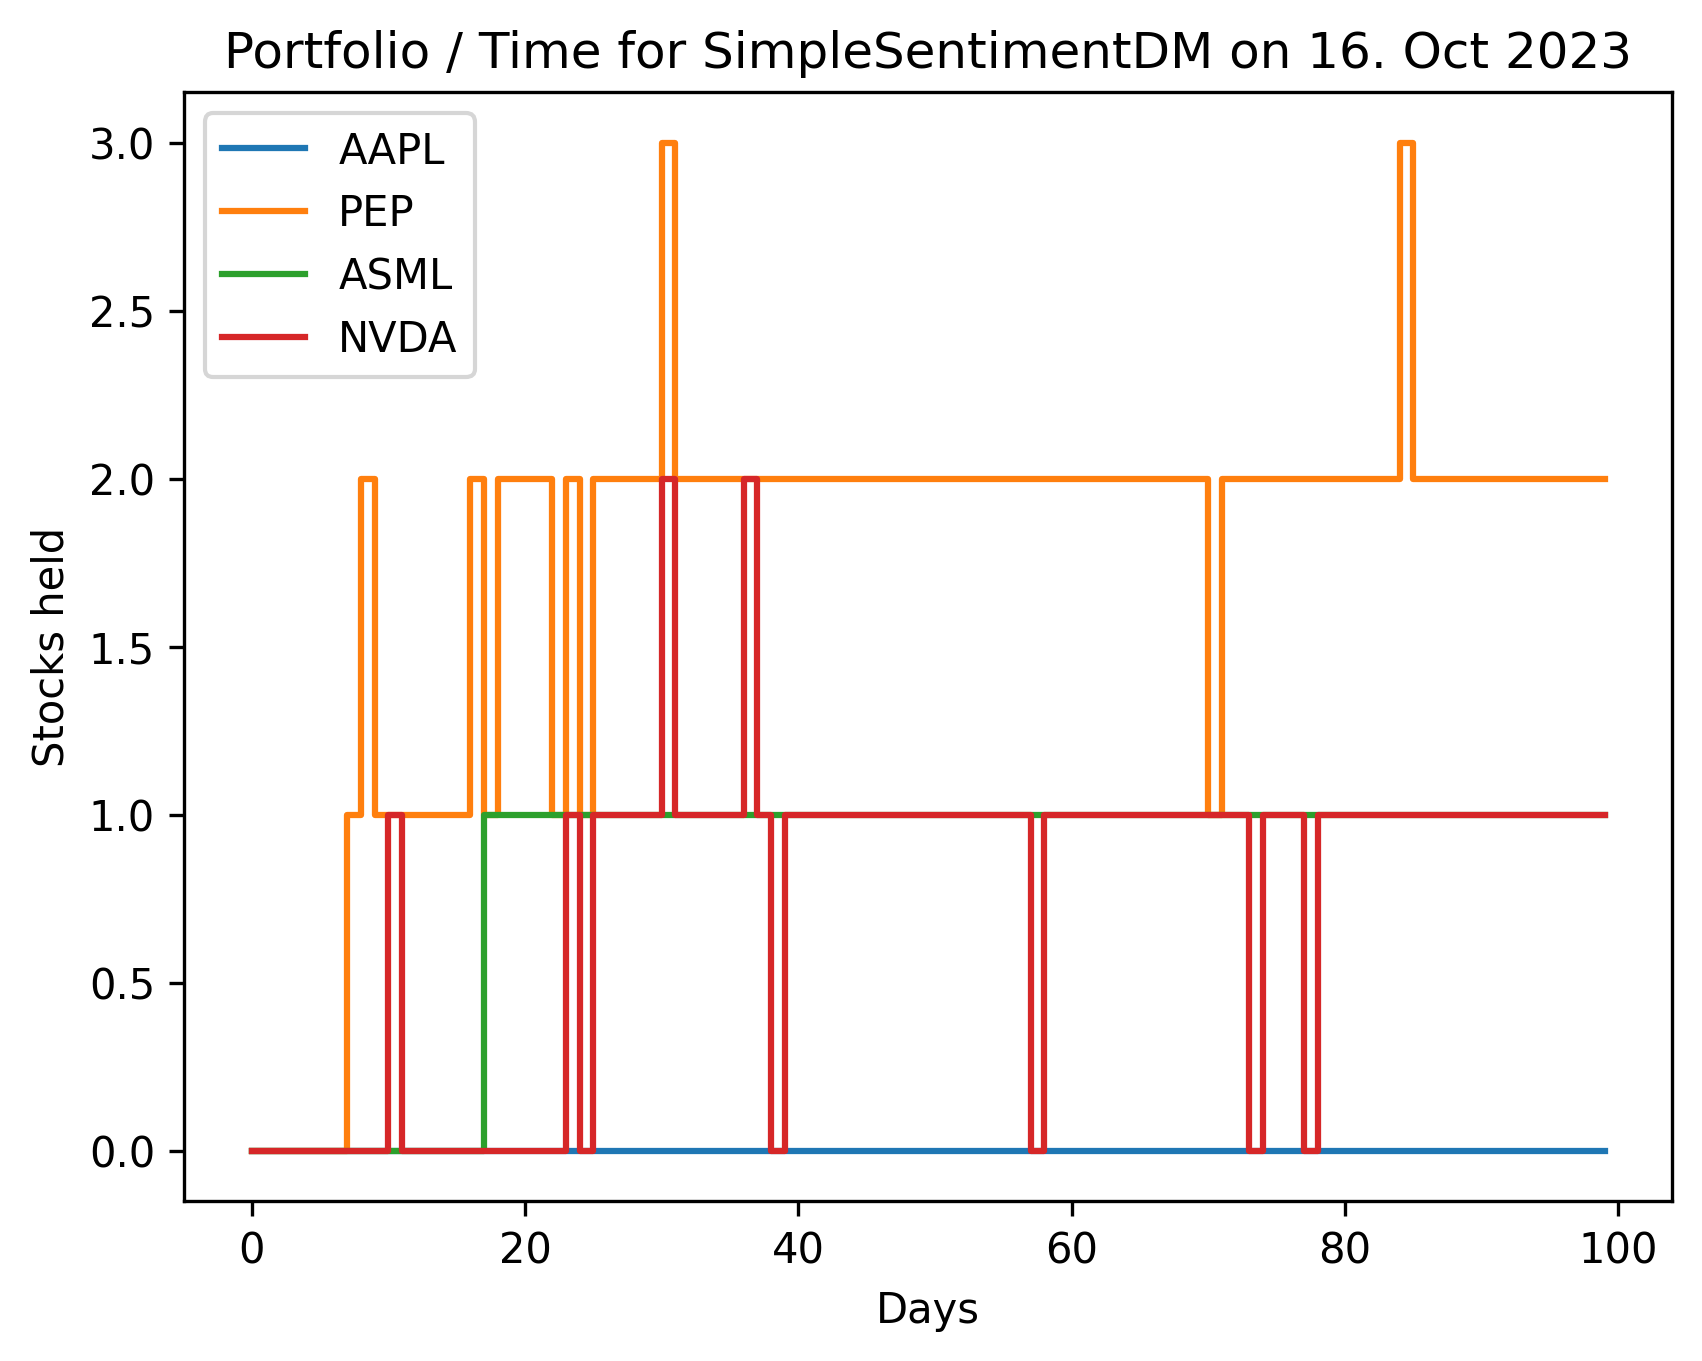 Portfolio / Time for SimpleSentimentDM on 16. Oct 2023
AAPL
PEP
ASML
NVDA
3.0
2.5
2.0
1.5
1.0
0.5
0.0
Stocks held
0 20 40 60 80 100
Days